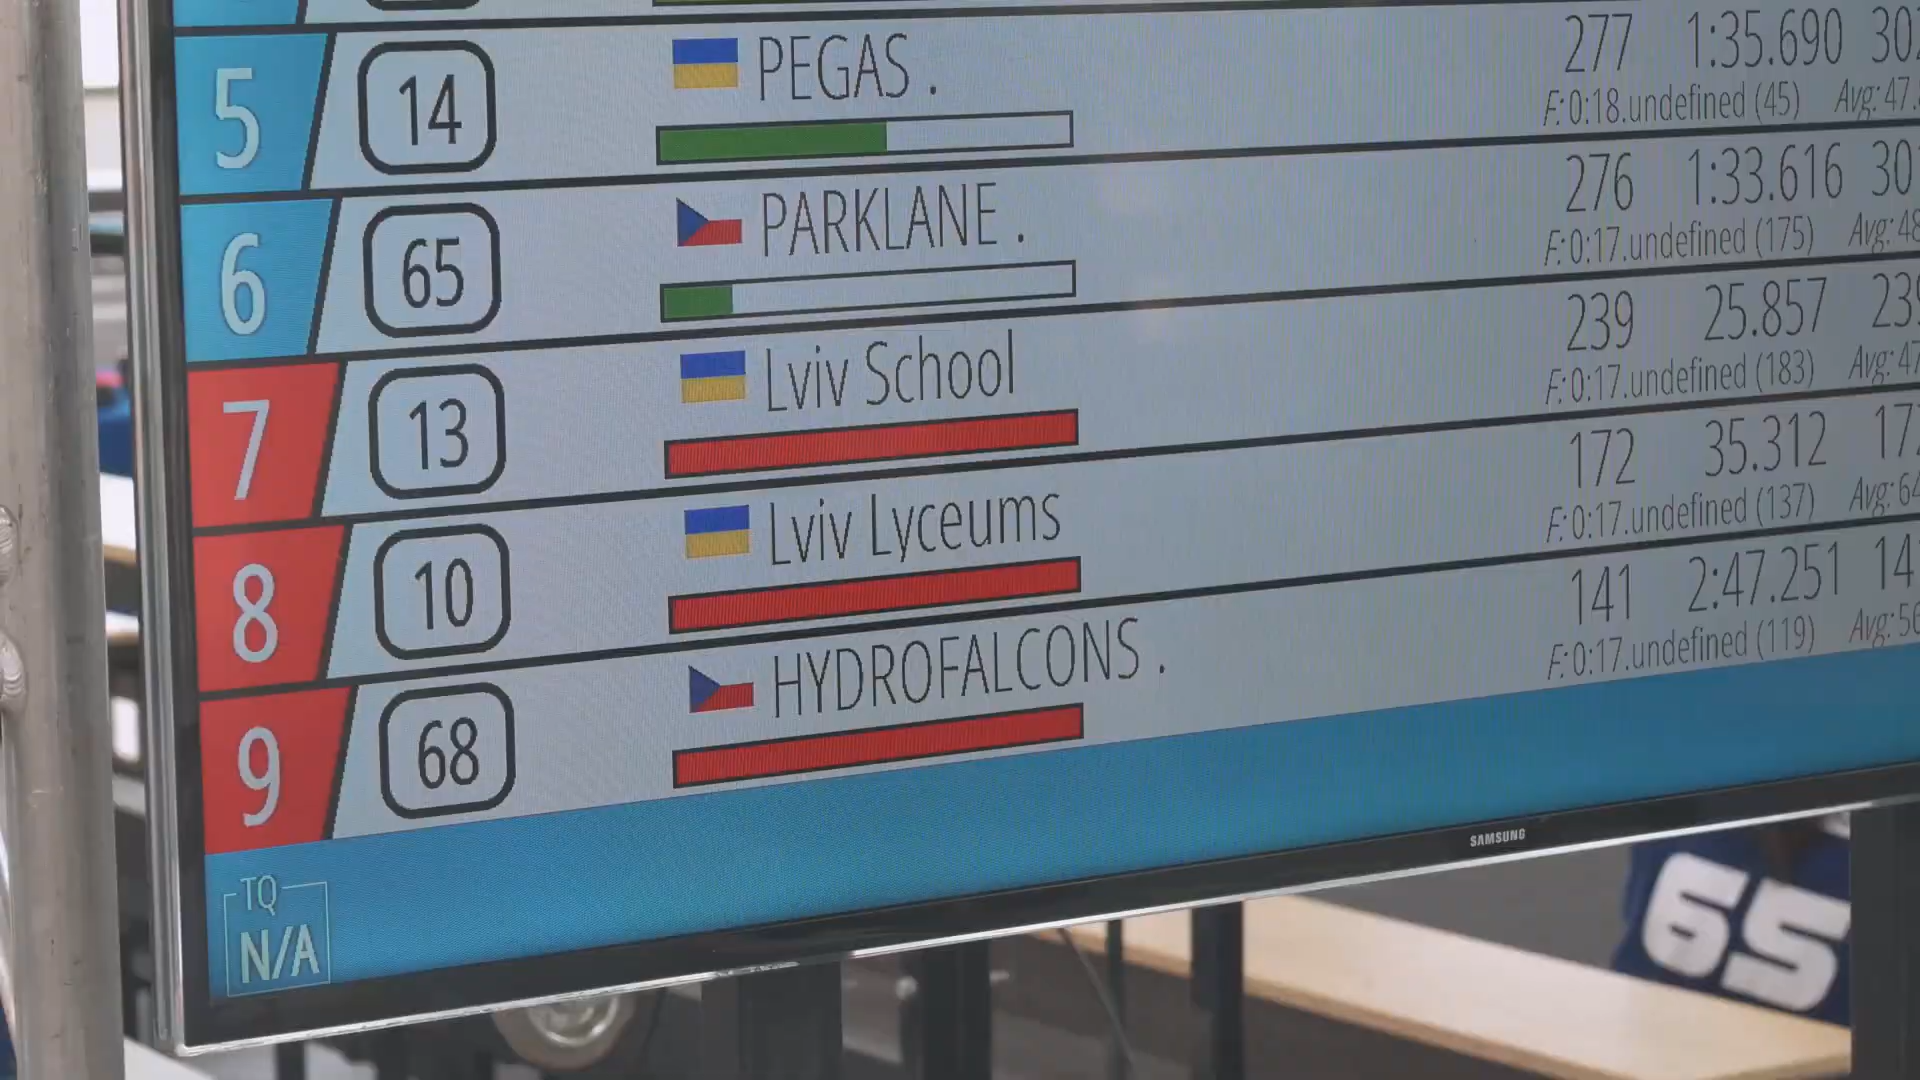 5 14 PEGAS . 277 1:35.690
F: 0:18.undefined (45) Avg: 47.
6 65 PARKLANE . 276 1:33.616
F: 0:17.undefined (175) Avg: 48
7 13 Lviv School 239 25.857 239
F: 0:17.undefined (183) Avg: 47
8 10 Lviv Lyceums 172 35.312
F: 0:17.undefined (137) Avg: 64
9 68 HYDROFALCONS . 141 2:47.251
F: 0:17.undefined (119) Avg: 56
TQ
N/A
SAMSUNG
65